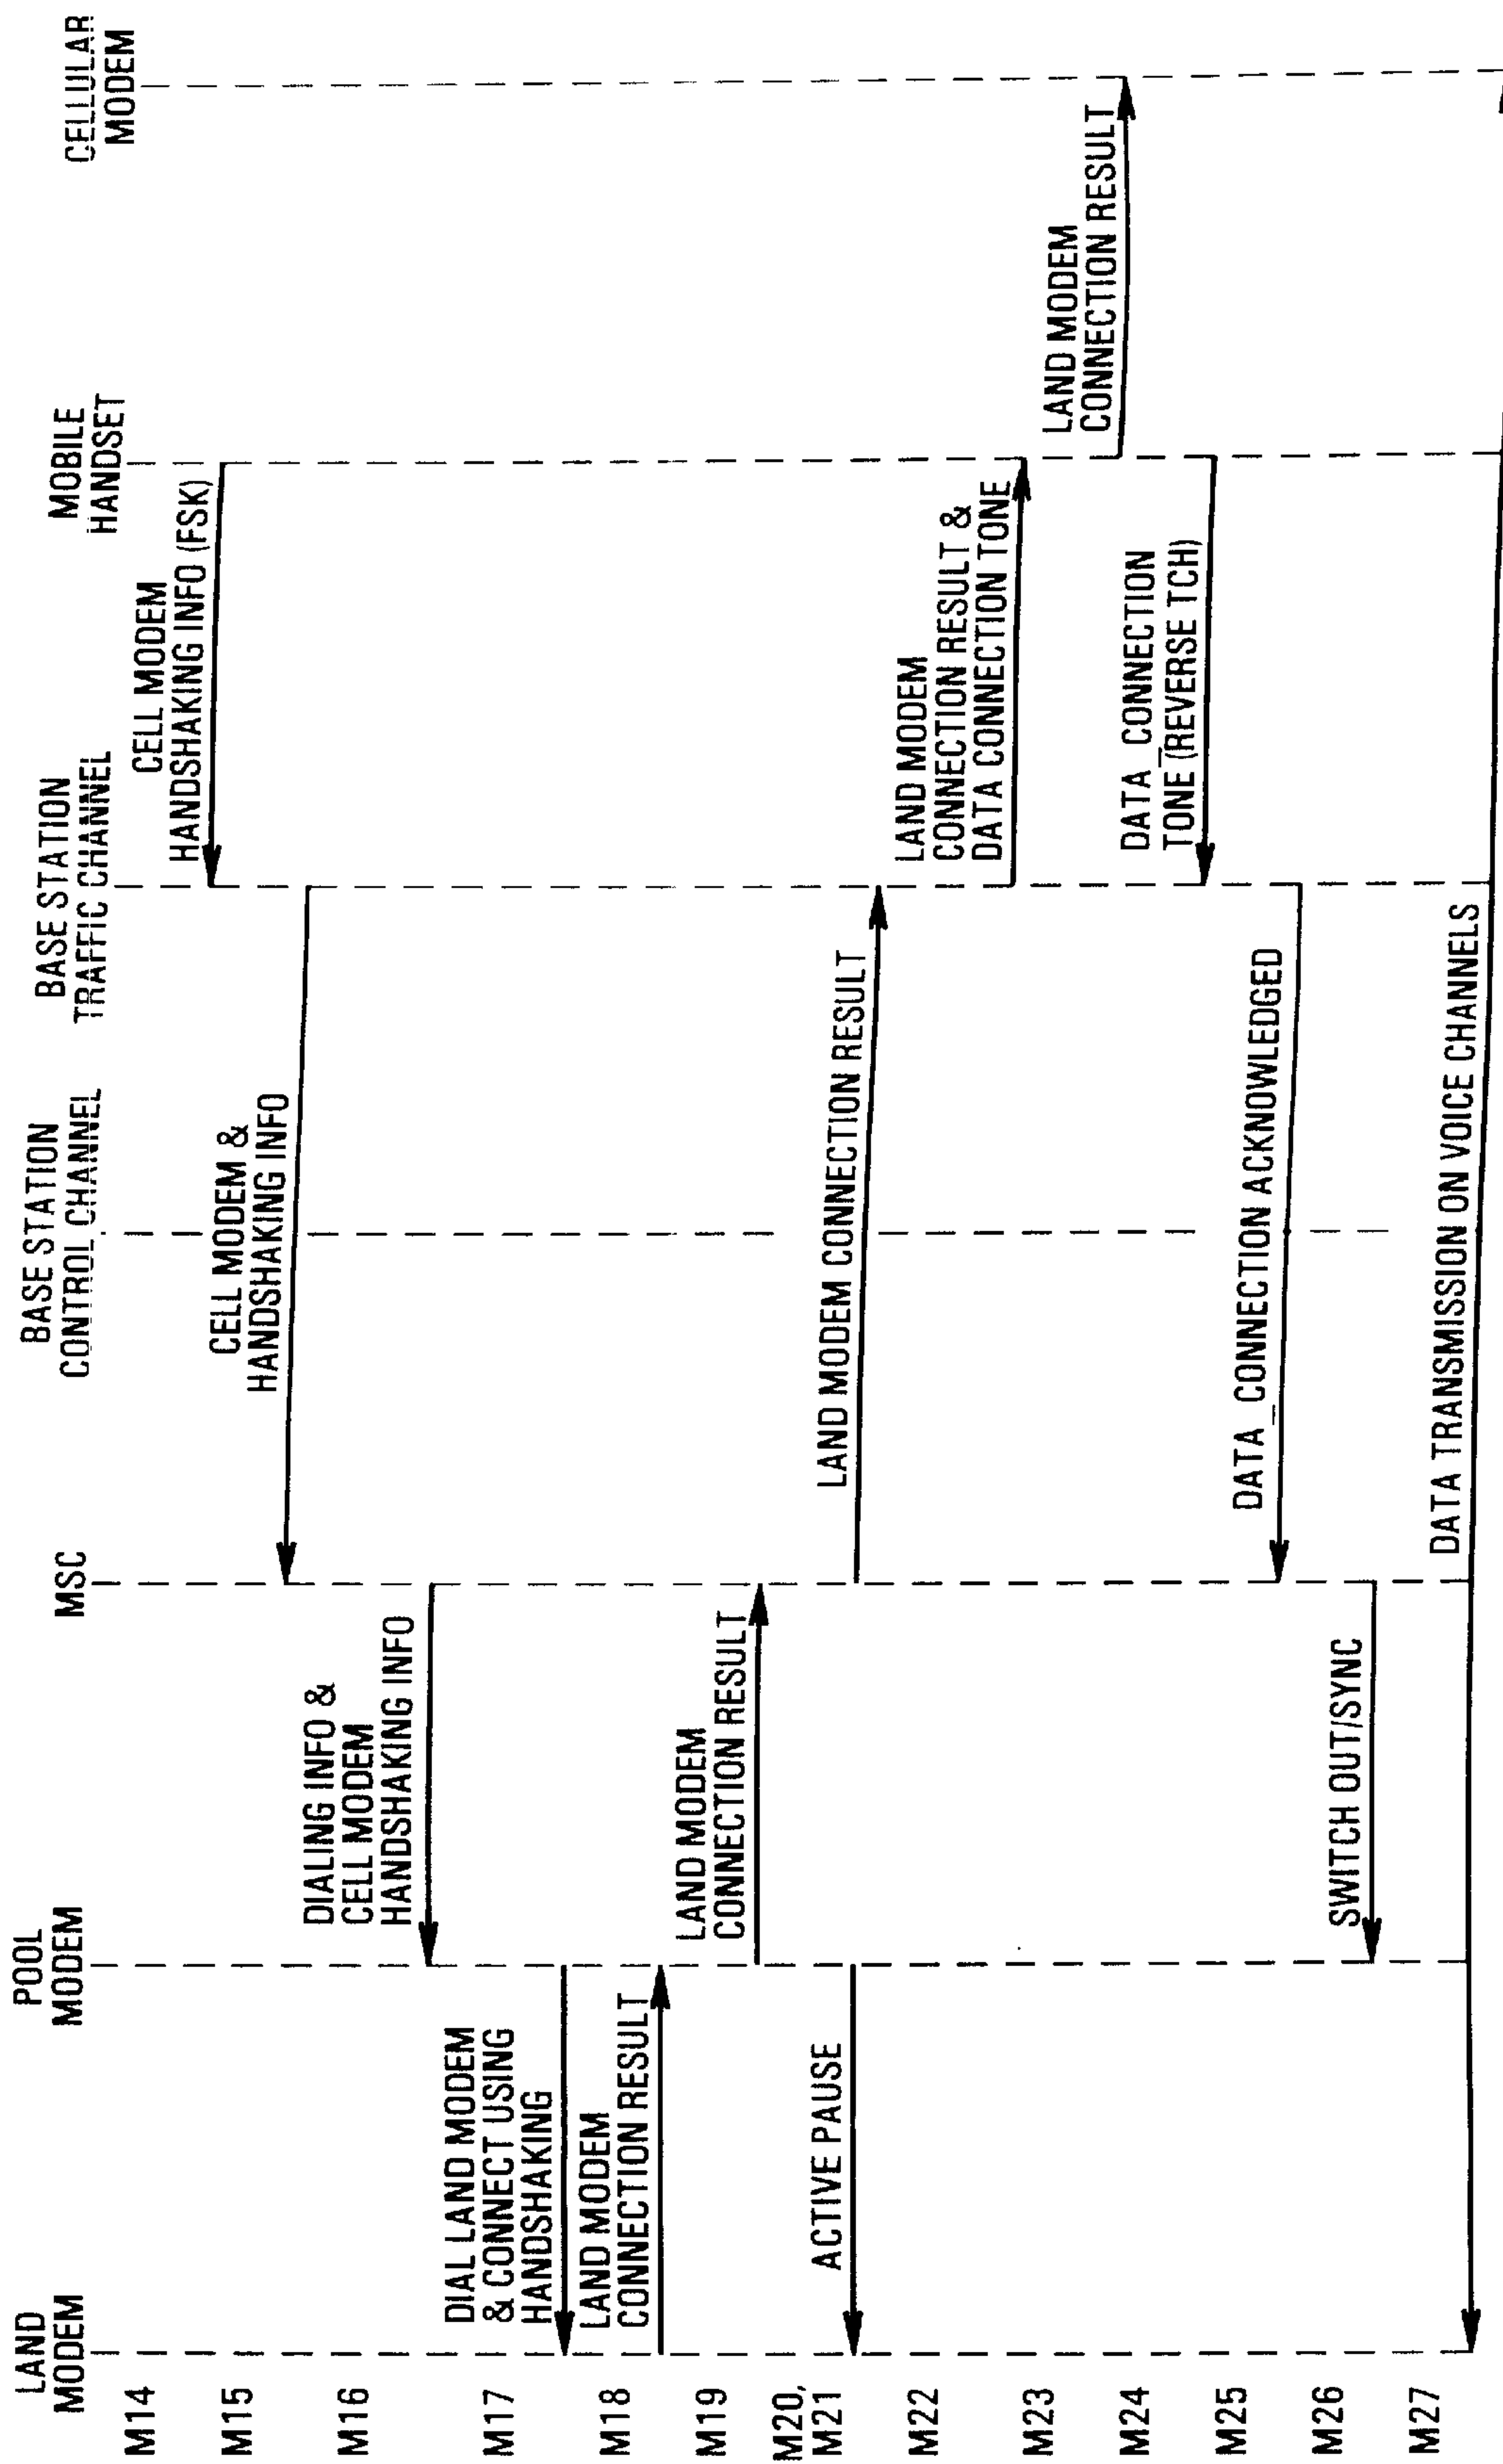 LAND
MODEM
POOL
MODEM
MSC
BASE STATION
CONTROL CHANNEL
BASE STATION
TRAFFIC CHANNEL
MOBILE
HANDSET
CELLULAR
MODEM
M14
CELL MODEM
HANDSHAKING INFO (FSK)
M15
CELL MODEM &
HANDSHAKING INFO
M16
DIALING INFO &
CELL MODEM
HANDSHAKING INFO
M17
DIAL LAND MODEM
& CONNECT USING
HANDSHAKING
M18
LAND MODEM
CONNECTION RESULT
M19
LAND MODEM
CONNECTION RESULT
M20,
M21
ACTIVE PAUSE
LAND MODEM CONNECTION RESULT
M22
LAND MODEM
CONNECTION RESULT &
DATA CONNECTION TONE
M23
LAND MODEM
CONNECTION RESULT
M24
DATA_CONNECTION
TONE (REVERSE TCH)
M25
DATA_CONNECTION ACKNOWLEDGED
M26
SWITCH OUT/SYNC
M27
DATA TRANSMISSION ON VOICE CHANNELS